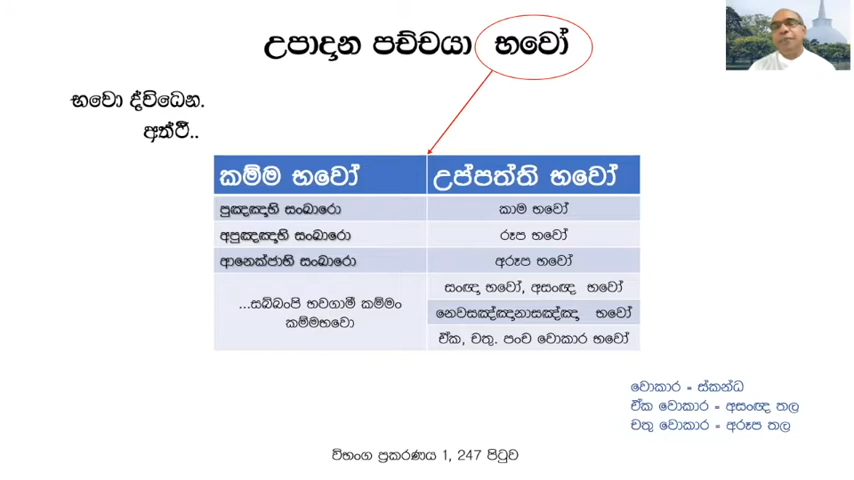 උපාදාන පච්චයා භවෝ
භවො ද්විධෙන.
අත්ථි..
කම්ම භවෝ
උප්පත්ති භවෝ
පුඤ්ඤාභි සංඛාරො
කාම භවෝ
අපුඤ්ඤාභි සංඛාරො
රූප භවෝ
ආනෙක්ජාභි සංඛාරො
අරූප භවෝ
...සබ්බංපි භවගාමී කම්මං
කම්මභවො
සංඥා භවෝ, අසංඥ භවෝ
නෙවසඤ්ඤානාසඤ්ඤා භවෝ
ඒක, චතු. පංච වොකාර භවෝ
වොකාර = ස්කන්ධ
ඒක වොකාර = අසංඥ තල
චතු වොකාර = අරූප තල
විභංග ප්‍රකරණය 1, 247 පිටුව